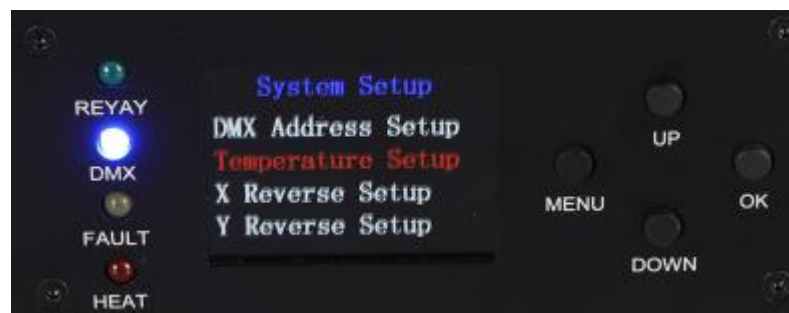 REYAY
DMX
FAULT
HEAT
System Setup
DMX Address Setup
Temperature Setup
X Reverse Setup
Y Reverse Setup
MENU
UP
DOWN
OK